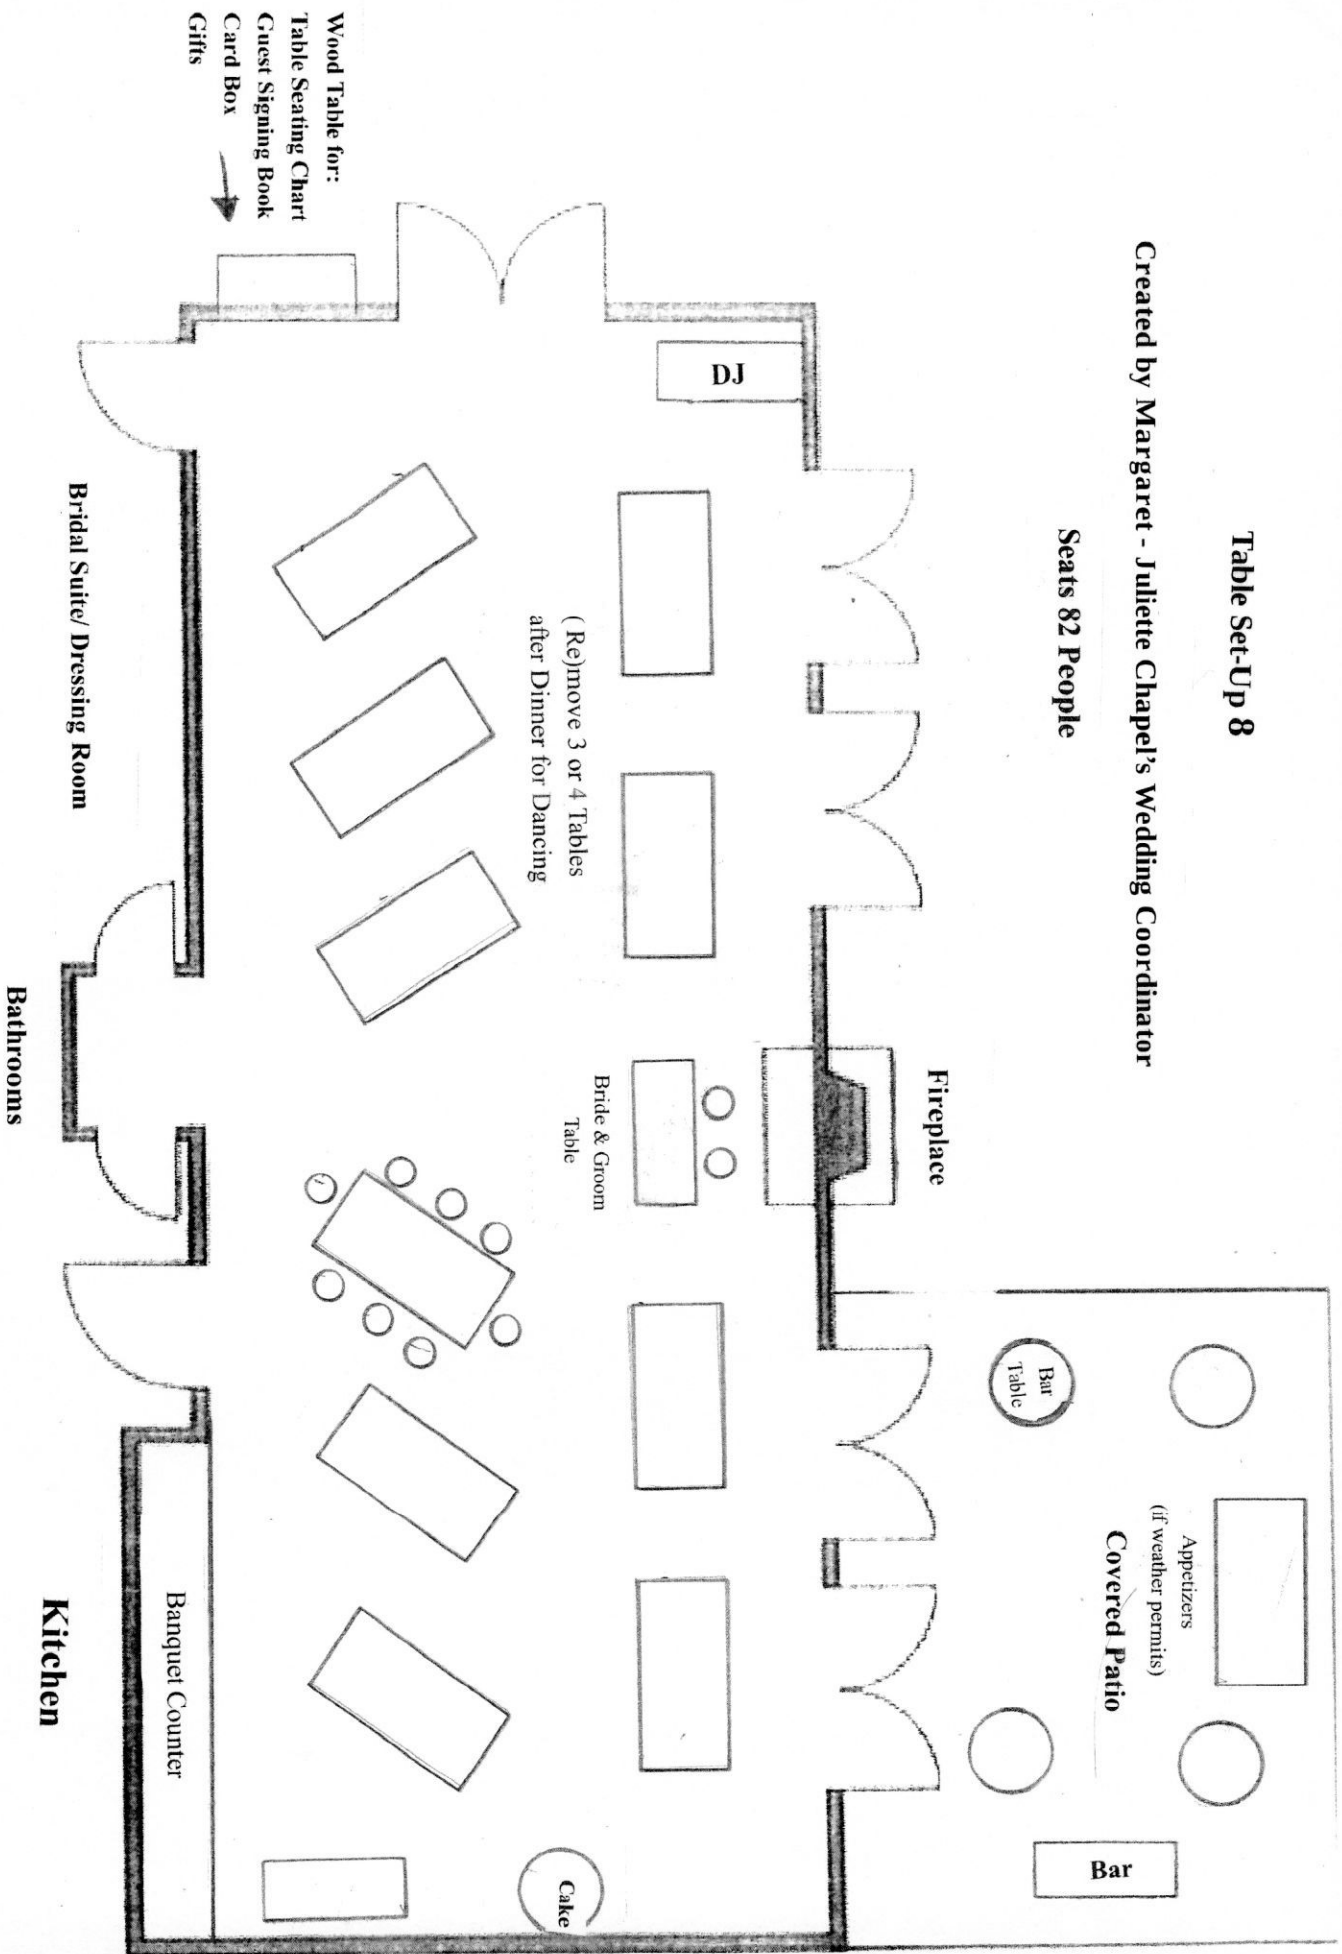 Table Set-Up 8
Created by Margaret - Juliette Chapel's Wedding Coordinator
Seats 82 People
Wood Table for:
Table Seating Chart
Guest Signing Book
Card Box
Gifts
DJ
( Re)move 3 or 4 Tables
after Dinner for Dancing
Fireplace
Bride & Groom
Table
Bar
Table
Appetizers
(if weather permits)
Covered Patio
Bar
Cake
Bridal Suite/ Dressing Room
Bathrooms
Banquet Counter
Kitchen